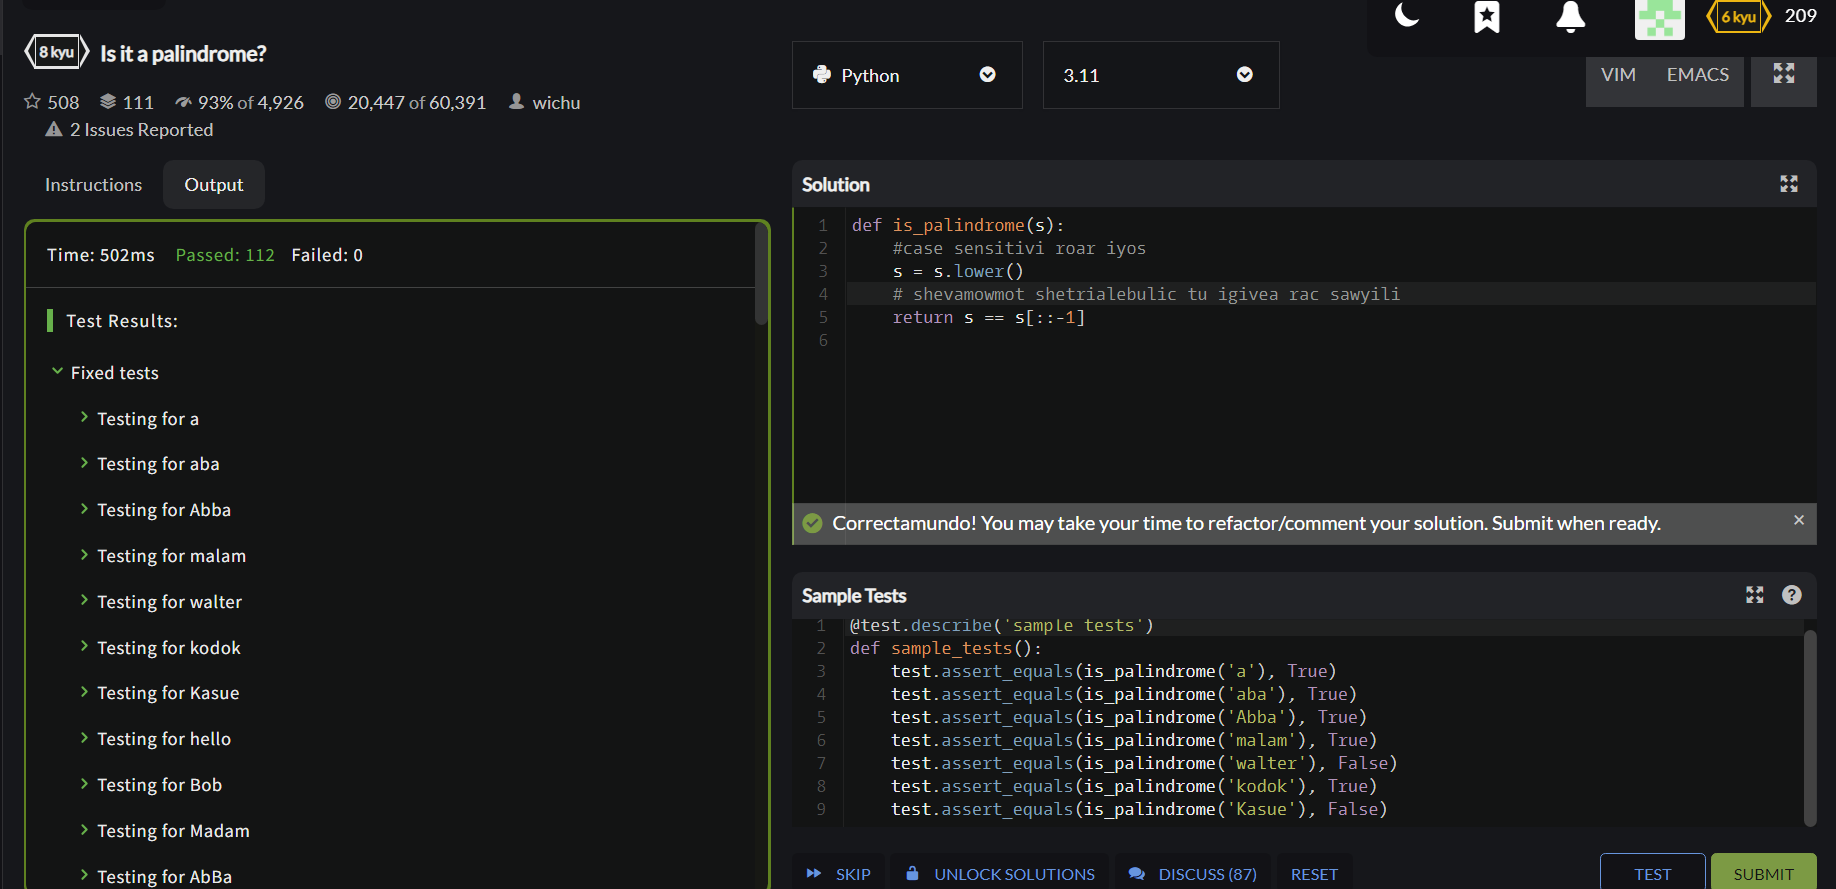 6 kyu 209
8 kyu Is it a palindrome?
508 111 93% of 4,926 20,447 of 60,391 wichu
2 Issues Reported
Instructions Output
Time: 502ms Passed: 112 Failed: 0
Test Results:
Fixed tests
Testing for a
Testing for aba
Testing for Abba
Testing for malam
Testing for walter
Testing for kodok
Testing for Kasue
Testing for hello
Testing for Bob
Testing for Madam
Testing for AbBa
Python 3.11 VIM EMACS
Solution
1 def is_palindrome(s):
2     #case sensitivi roar iyos
3     s = s.lower()
4     # shevamowmot shetrialebulic tu igivea rac sawyili
5     return s == s[::-1]
6
Correctamundo! You may take your time to refactor/comment your solution. Submit when ready. ×
Sample Tests ?
1 @test.describe('sample tests')
2 def sample_tests():
3     test.assert_equals(is_palindrome('a'), True)
4     test.assert_equals(is_palindrome('aba'), True)
5     test.assert_equals(is_palindrome('Abba'), True)
6     test.assert_equals(is_palindrome('malam'), True)
7     test.assert_equals(is_palindrome('walter'), False)
8     test.assert_equals(is_palindrome('kodok'), True)
9     test.assert_equals(is_palindrome('Kasue'), False)
SKIP UNLOCK SOLUTIONS DISCUSS (87) RESET TEST SUBMIT